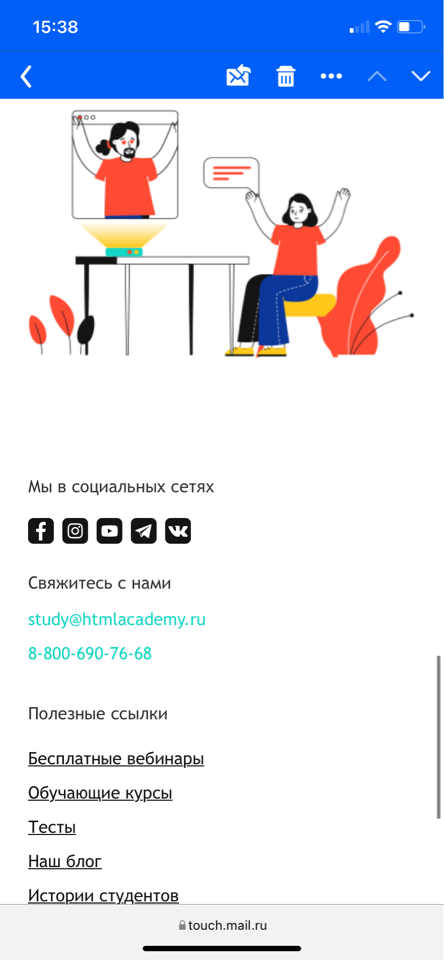 15:38
Мы в социальных сетях
Свяжитесь с нами
study@htmlacademy.ru
8-800-690-76-68
Полезные ссылки
Бесплатные вебинары
Обучающие курсы
Тесты
Наш блог
Истории студентов
touch.mail.ru